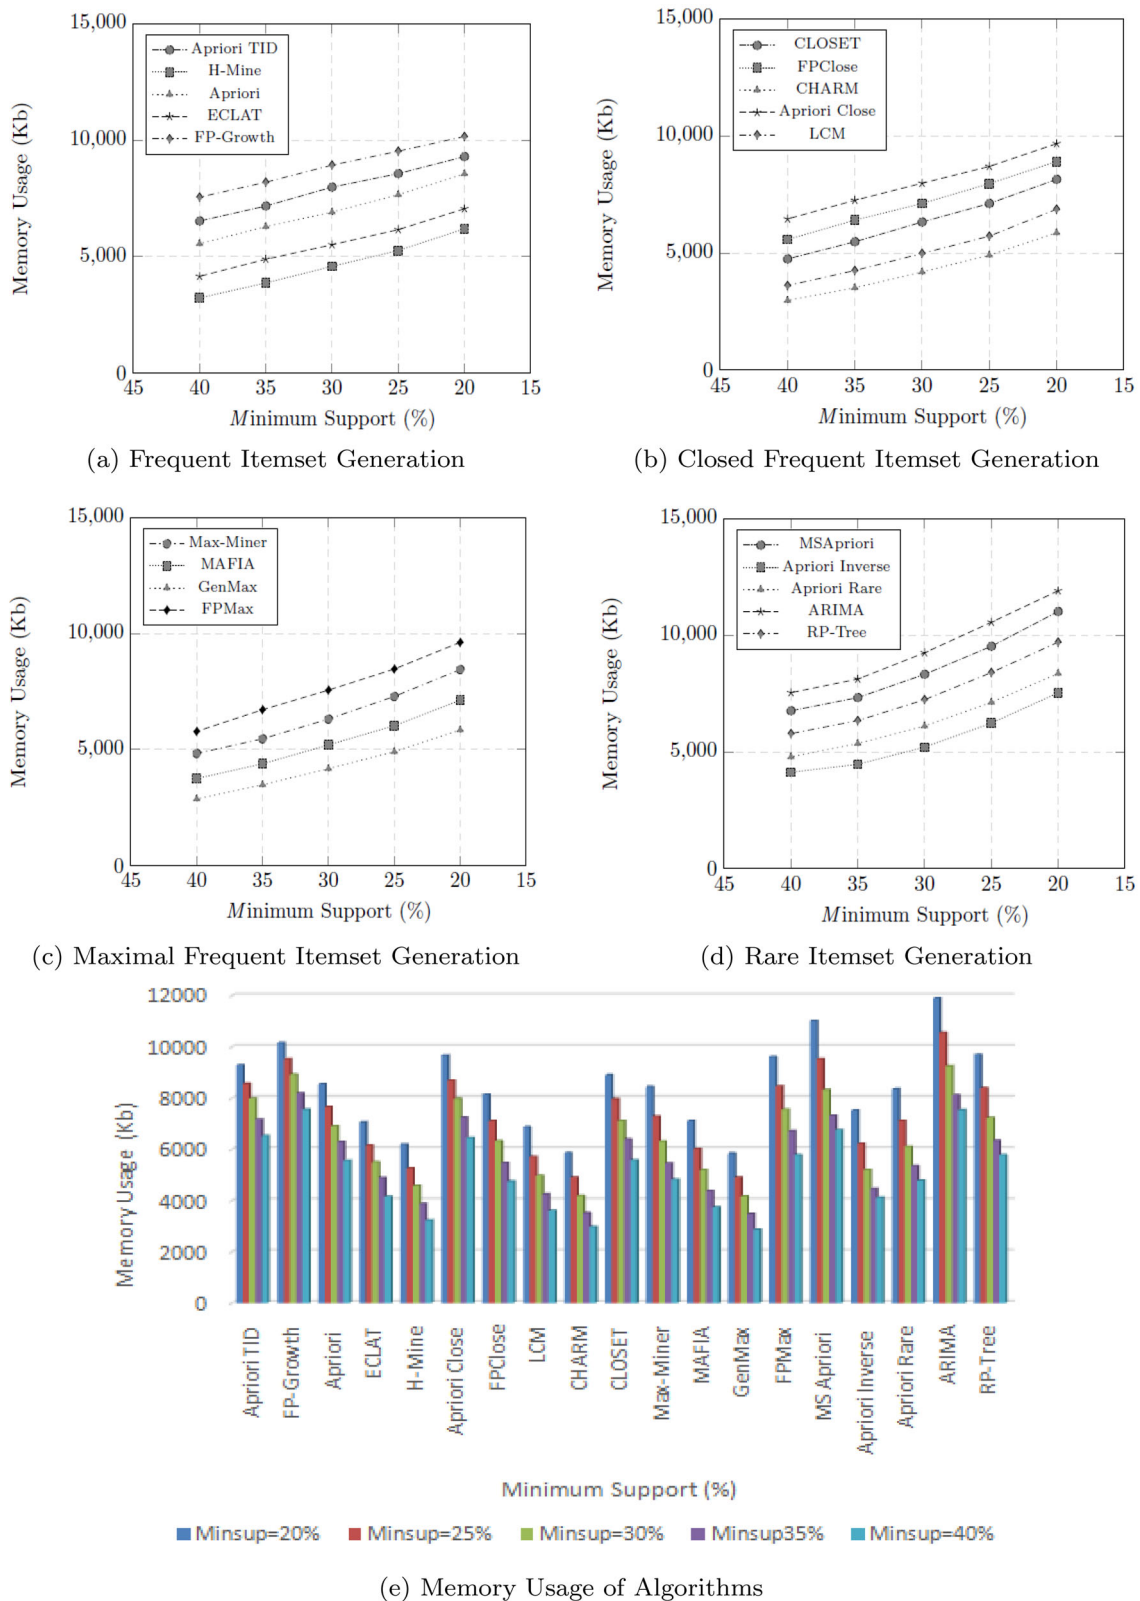 15,000
10,000
5,000
0
Memory Usage (Kb)
Apriori TID
H-Mine
Apriori
ECLAT
FP-Growth
45 40 35 30 25 20 15
Minimum Support (%)
(a) Frequent Itemset Generation
15,000
10,000
5,000
0
Memory Usage (Kb)
CLOSET
FPClose
CHARM
Apriori Close
LCM
45 40 35 30 25 20 15
Minimum Support (%)
(b) Closed Frequent Itemset Generation
15,000
10,000
5,000
0
Memory Usage (Kb)
Max-Miner
MAFIA
GenMax
FPMax
45 40 35 30 25 20 15
Minimum Support (%)
(c) Maximal Frequent Itemset Generation
15,000
10,000
5,000
0
Memory Usage (Kb)
MSApriori
Apriori Inverse
Apriori Rare
ARIMA
RP-Tree
45 40 35 30 25 20 15
Minimum Support (%)
(d) Rare Itemset Generation
12000
10000
8000
6000
4000
2000
0
Memory Usage (Kb)
Apriori TID
FP-Growth
Apriori
ECLAT
H-Mine
Apriori Close
FPClose
LCM
CHARM
CLOSET
Max-Miner
MAFIA
GenMax
FPMax
MS Apriori
Apriori Inverse
Apriori Rare
ARIMA
RP-Tree
Minimum Support (%)
Minsup=20% Minsup=25% Minsup=30% Minsup35% Minsup=40%
(e) Memory Usage of Algorithms